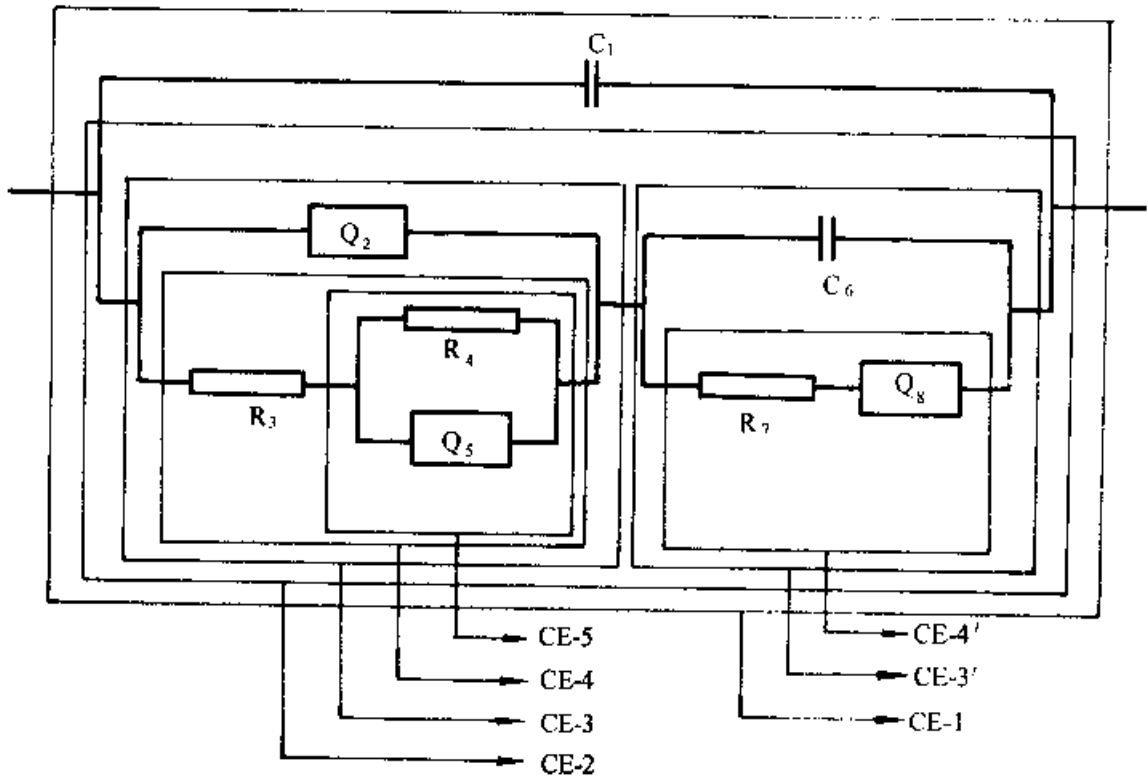 C₁
Q₂
C₆
R₄
R₃
Q₅
R₇
Q₈
CE-5
CE-4
CE-3
CE-2
CE-4′
CE-3′
CE-1